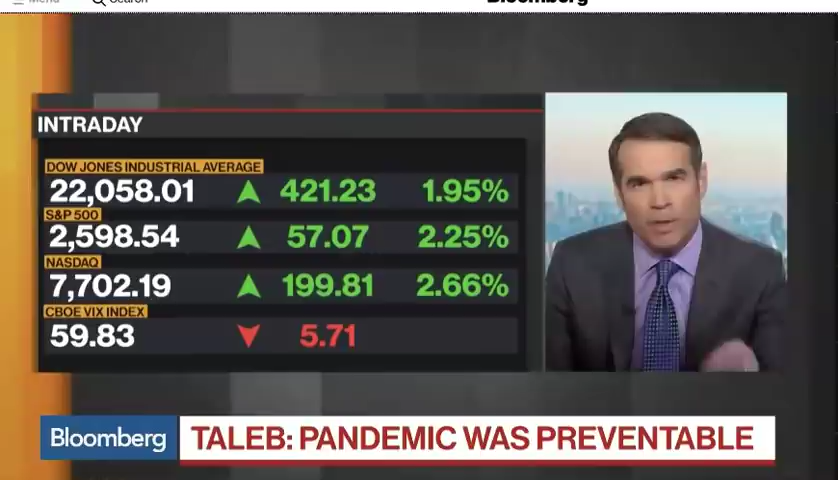 Menu
Search
Bloomberg
INTRADAY
DOW JONES INDUSTRIAL AVERAGE
22,058.01 ▲ 421.23 1.95%
S&P 500
2,598.54 ▲ 57.07 2.25%
NASDAQ
7,702.19 ▲ 199.81 2.66%
CBOE VIX INDEX
59.83 ▼ 5.71
Bloomberg
TALEB: PANDEMIC WAS PREVENTABLE